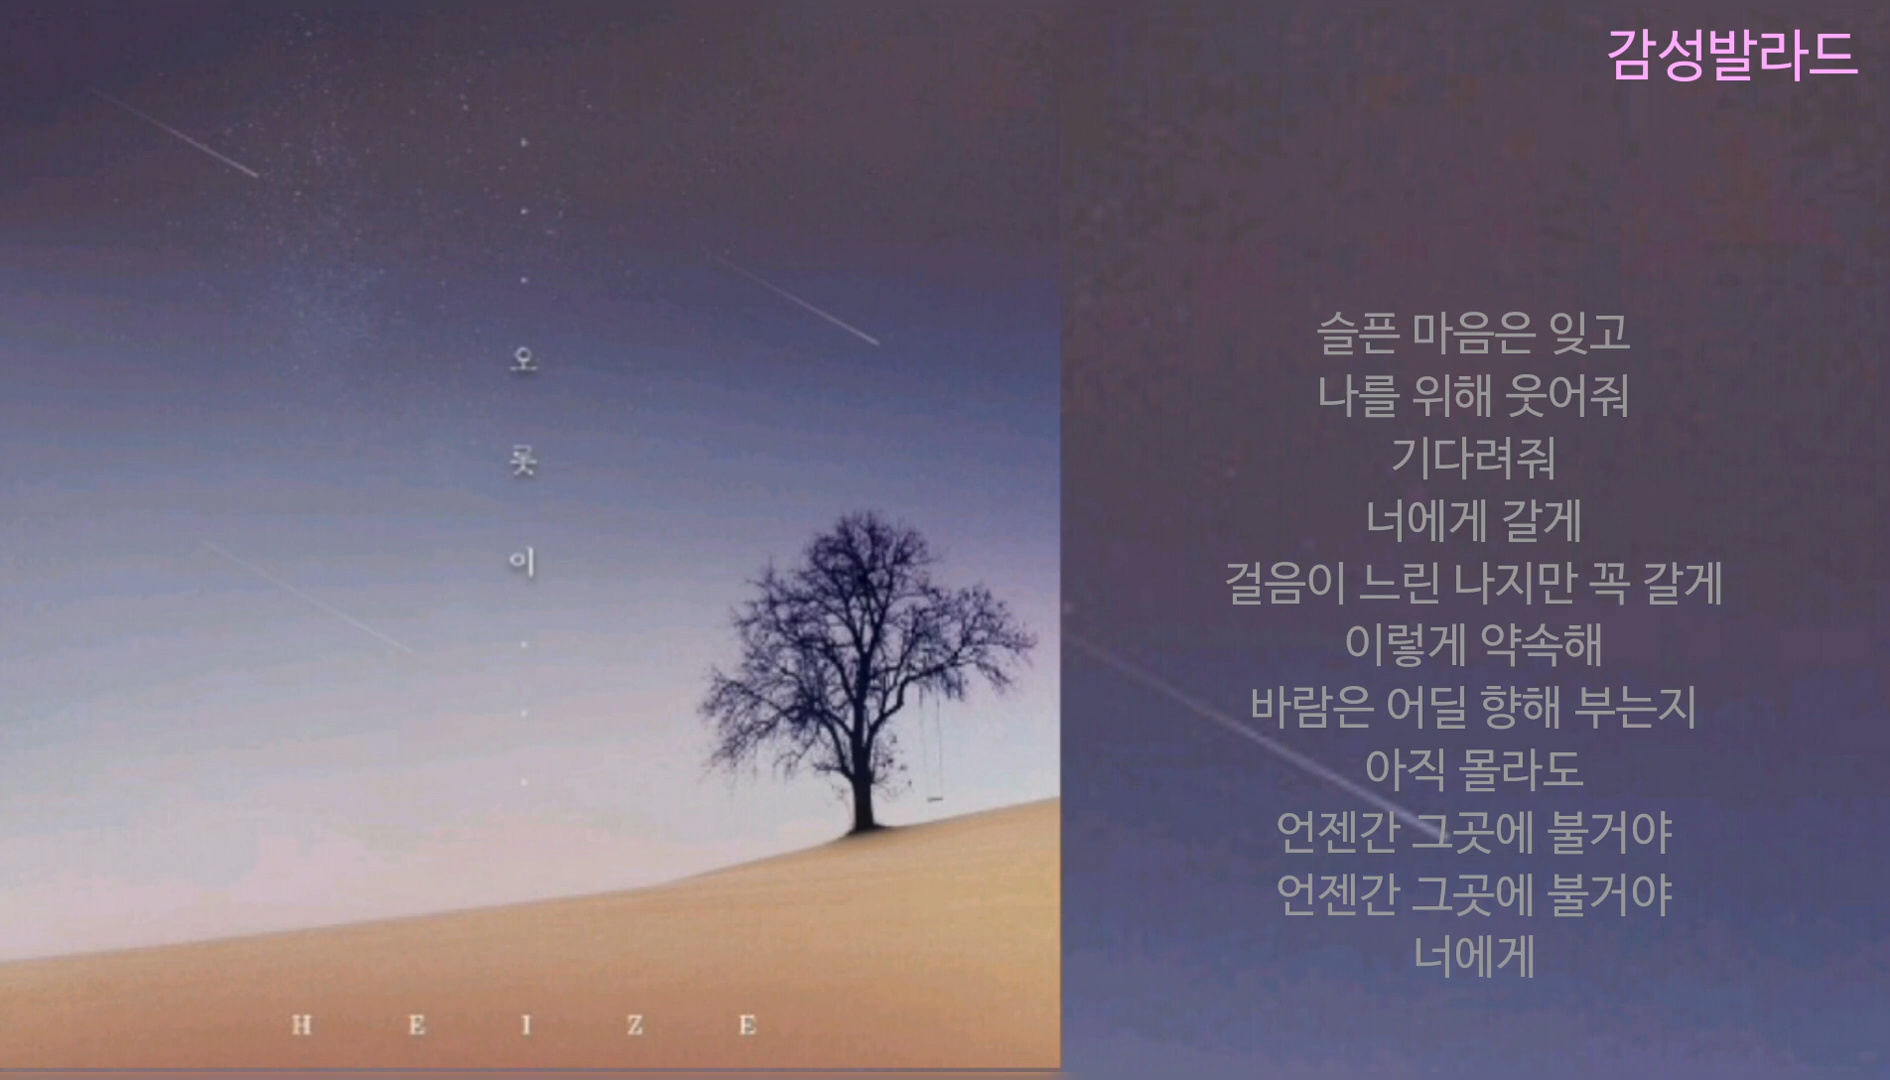 감성발라드
오
롯
이
H E I Z E
슬픈 마음은 잊고
나를 위해 웃어줘
기다려줘
너에게 갈게
걸음이 느린 나지만 꼭 갈게
이렇게 약속해
바람은 어딜 향해 부는지
아직 몰라도
언젠간 그곳에 불거야
언젠간 그곳에 불거야
너에게